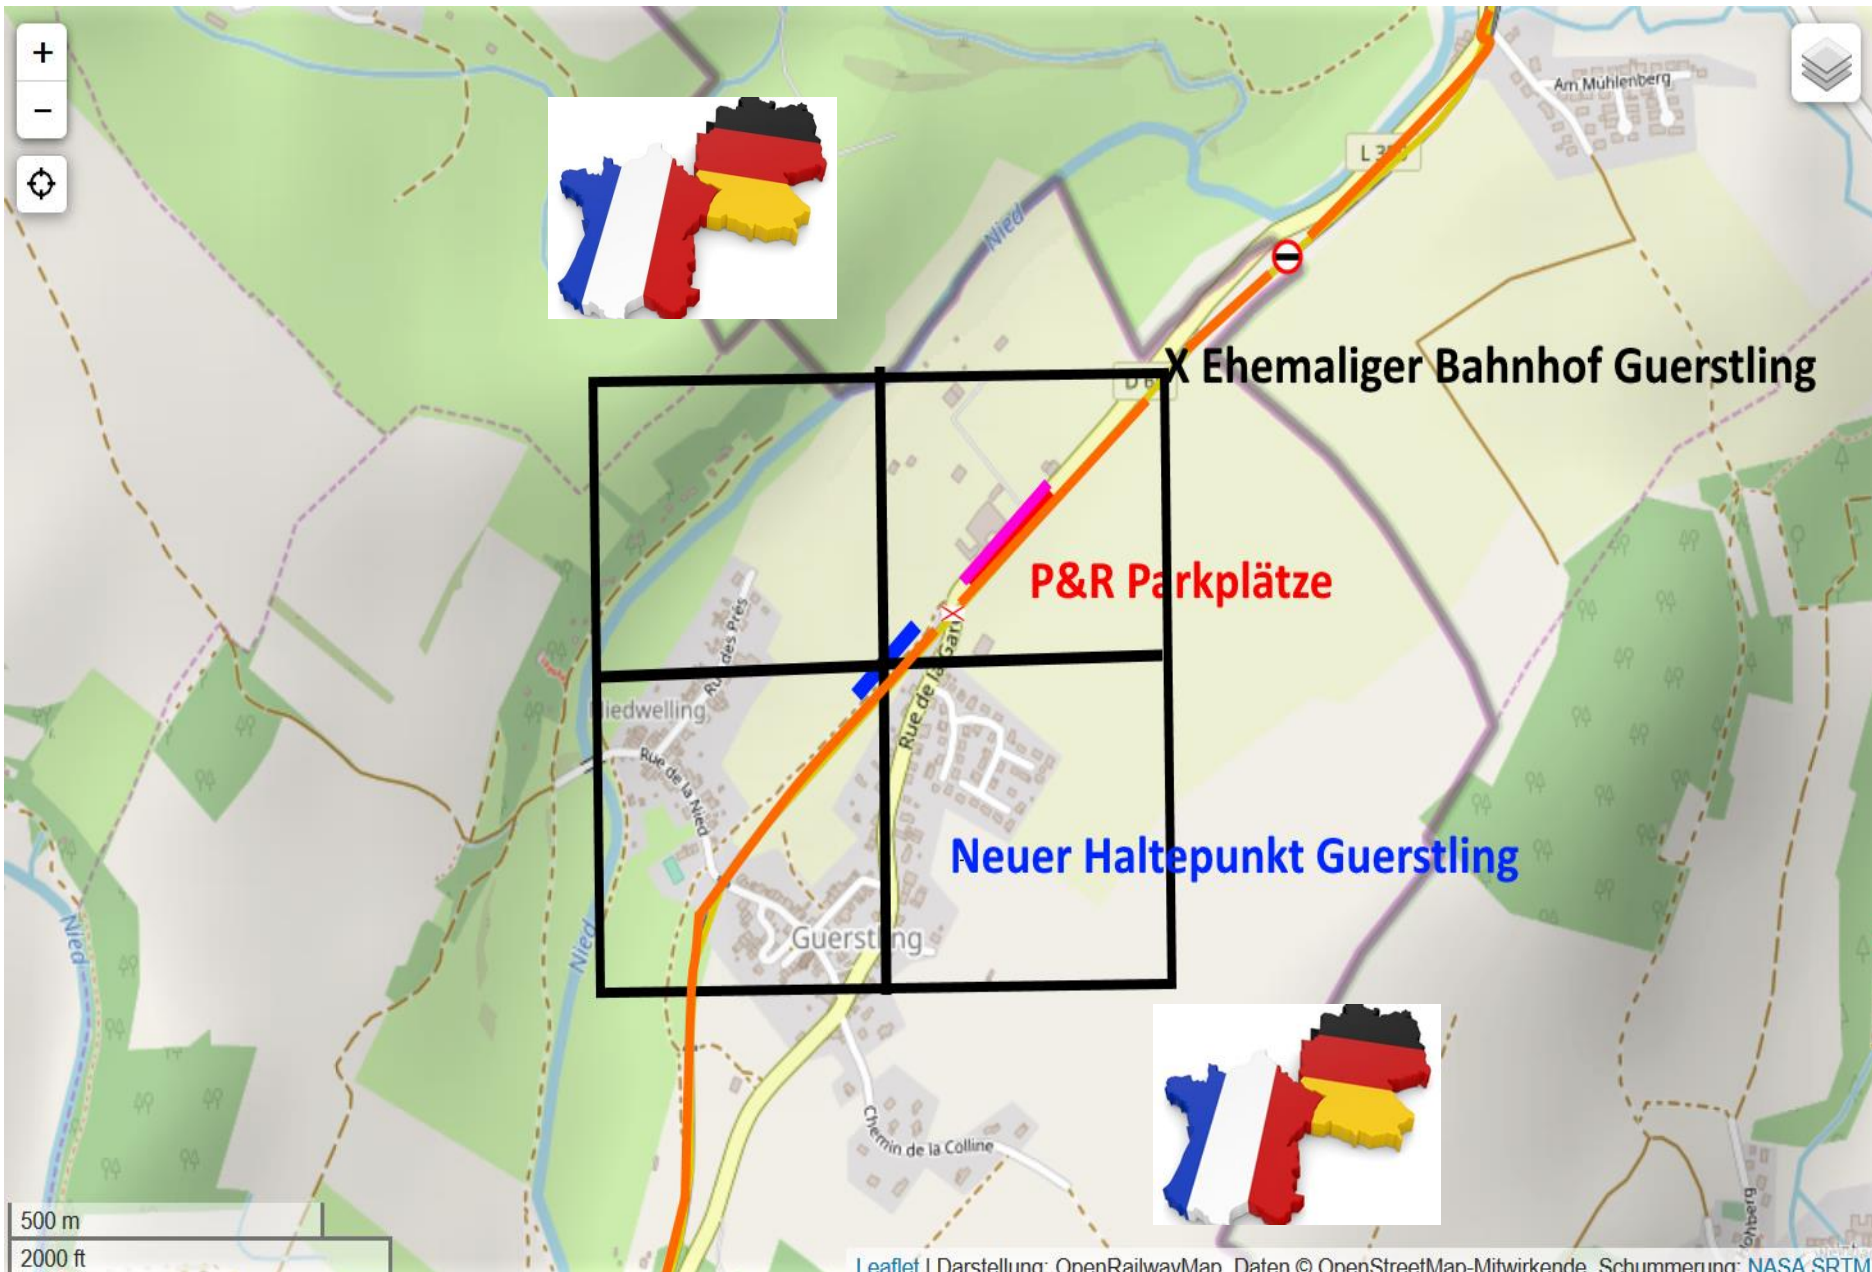 +
−
Am Mühlenberg
Nied
X Ehemaliger Bahnhof Guerstling
P&R Parkplätze
Rue des Prés
Rue de la Gare
Niedwelling
Rue de la Nied
Neuer Haltepunkt Guerstling
Nied
Nied
Guerstling
Chemin de la Colline
500 m
2000 ft
Leaflet | Darstellung: OpenRailwayMap, Daten © OpenStreetMap-Mitwirkende, Schummerung: NASA SRTM